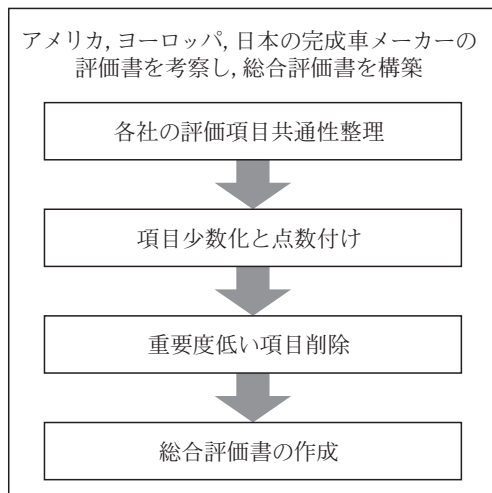 アメリカ, ヨーロッパ, 日本の完成車メーカーの
評価書を考察し, 総合評価書を構築
各社の評価項目共通性整理
項目少数化と点数付け
重要度低い項目削除
総合評価書の作成